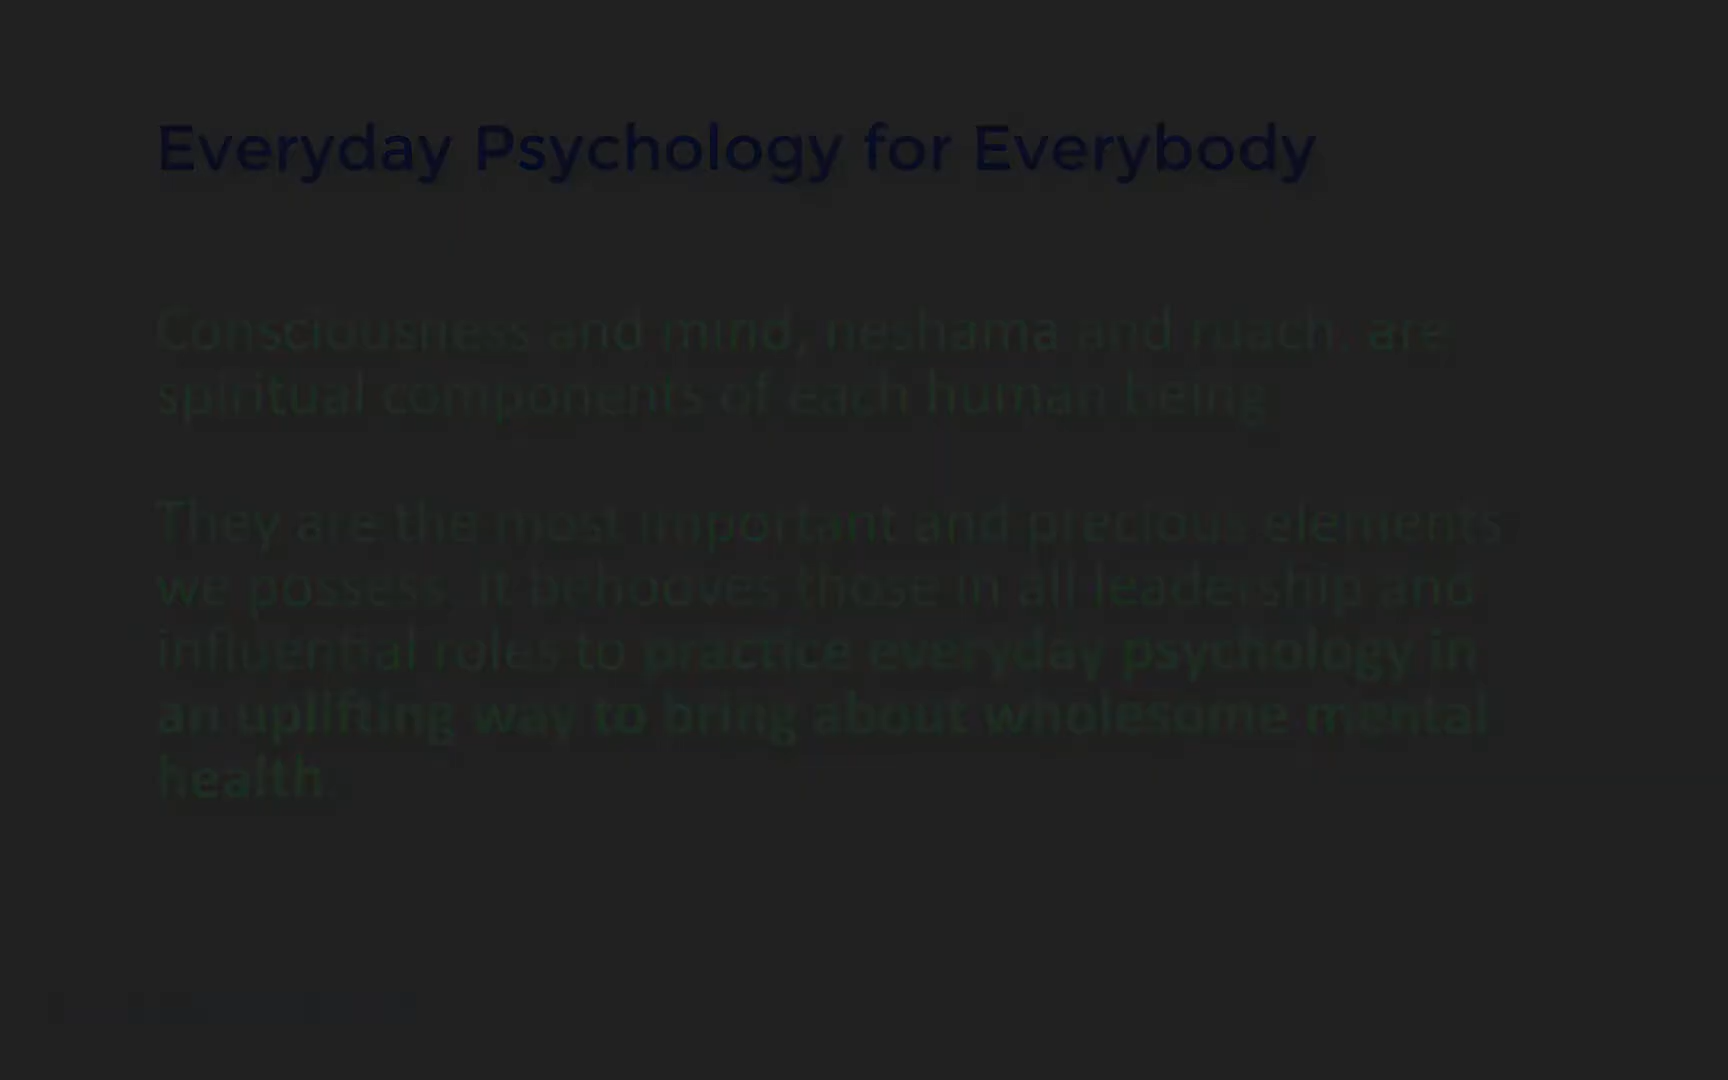 Everyday Psychology for Everybody
Consciousness and mind, neshama and ruach, are
spiritual components of each human being
They are the most important and precious elements
we possess. It behooves those in all leadership and
influential roles to practice everyday psychology in
an uplifting way to bring about wholesome mental
health.